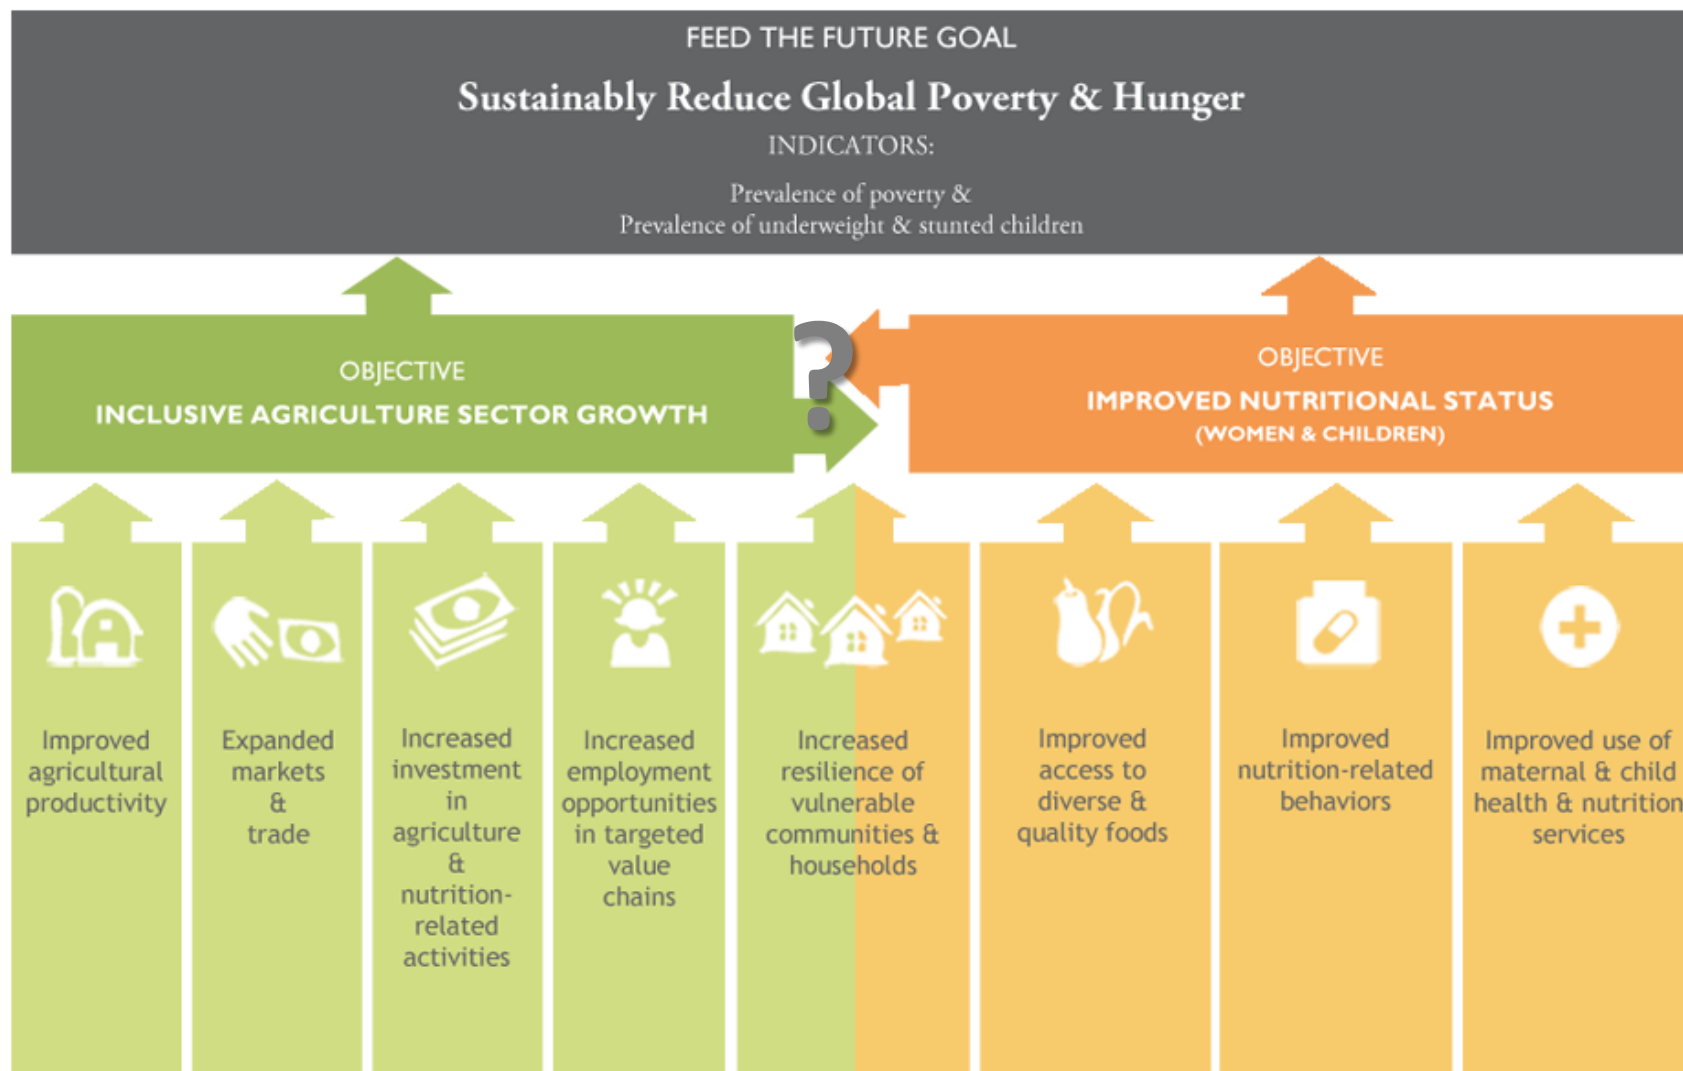 FEED THE FUTURE GOAL
Sustainably Reduce Global Poverty & Hunger
INDICATORS:
Prevalence of poverty &
Prevalence of underweight & stunted children
OBJECTIVE
INCLUSIVE AGRICULTURE SECTOR GROWTH
?
OBJECTIVE
IMPROVED NUTRITIONAL STATUS
(WOMEN & CHILDREN)
Improved
agricultural
productivity
Expanded
markets
&
trade
Increased
investment
in
agriculture
&
nutrition-
related
activities
Increased
employment
opportunities
in targeted
value
chains
Increased
resilience of
vulnerable
communities &
households
Improved
access to
diverse &
quality foods
Improved
nutrition-related
behaviors
Improved use of
maternal & child
health & nutrition
services